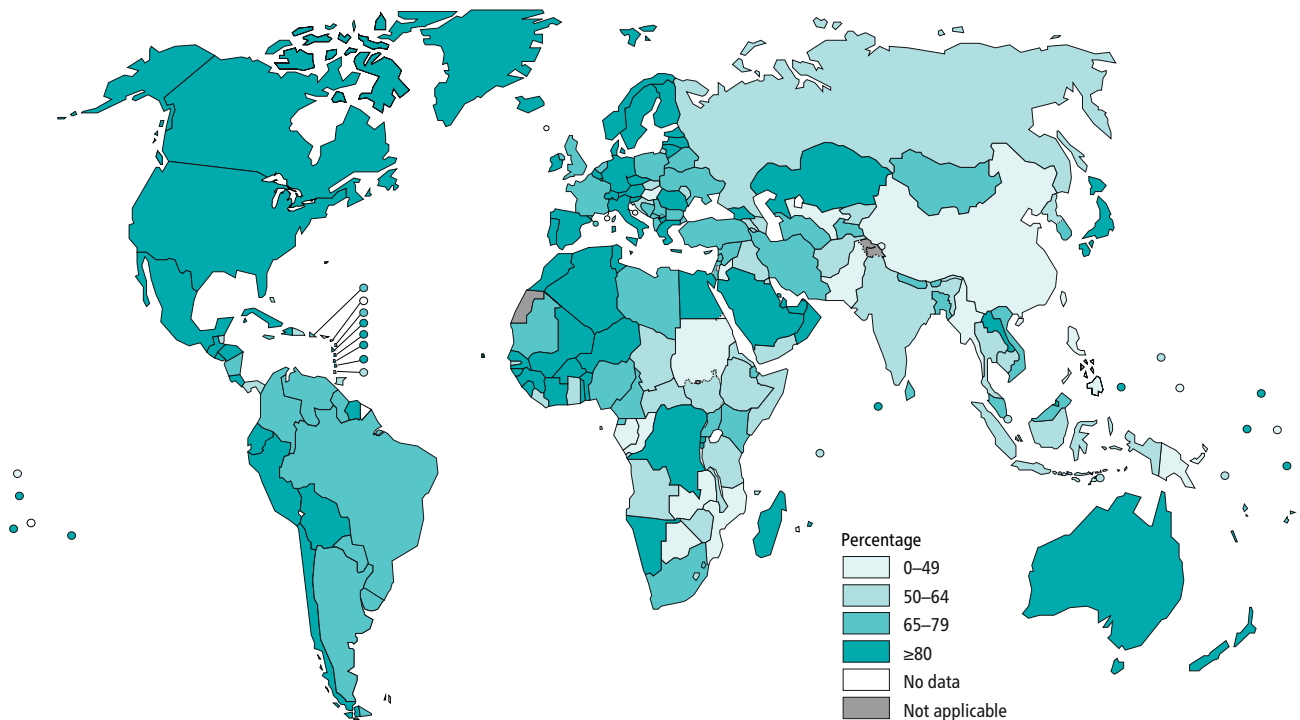 Percentage
0–49
50–64
65–79
≥80
No data
Not applicable